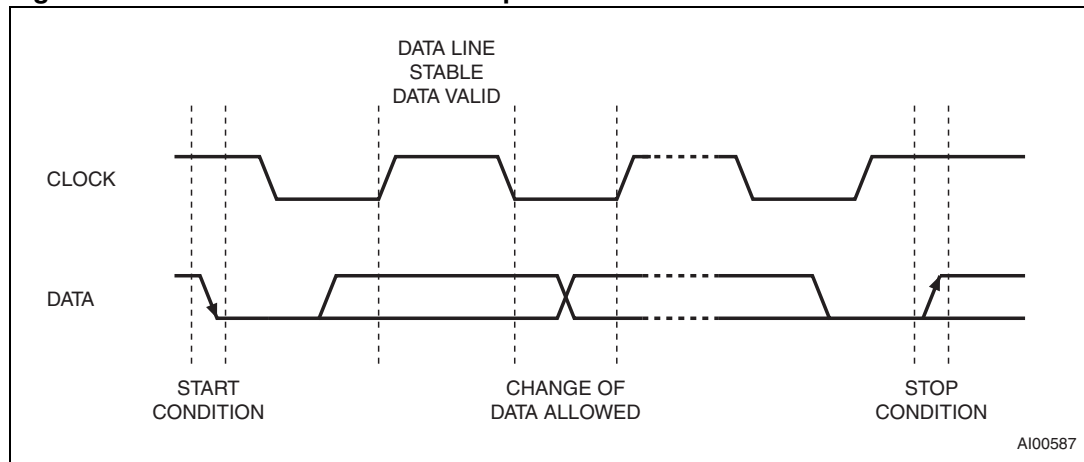 DATA LINE
STABLE
DATA VALID
CLOCK
DATA
START
CONDITION
CHANGE OF
DATA ALLOWED
STOP
CONDITION
AI00587